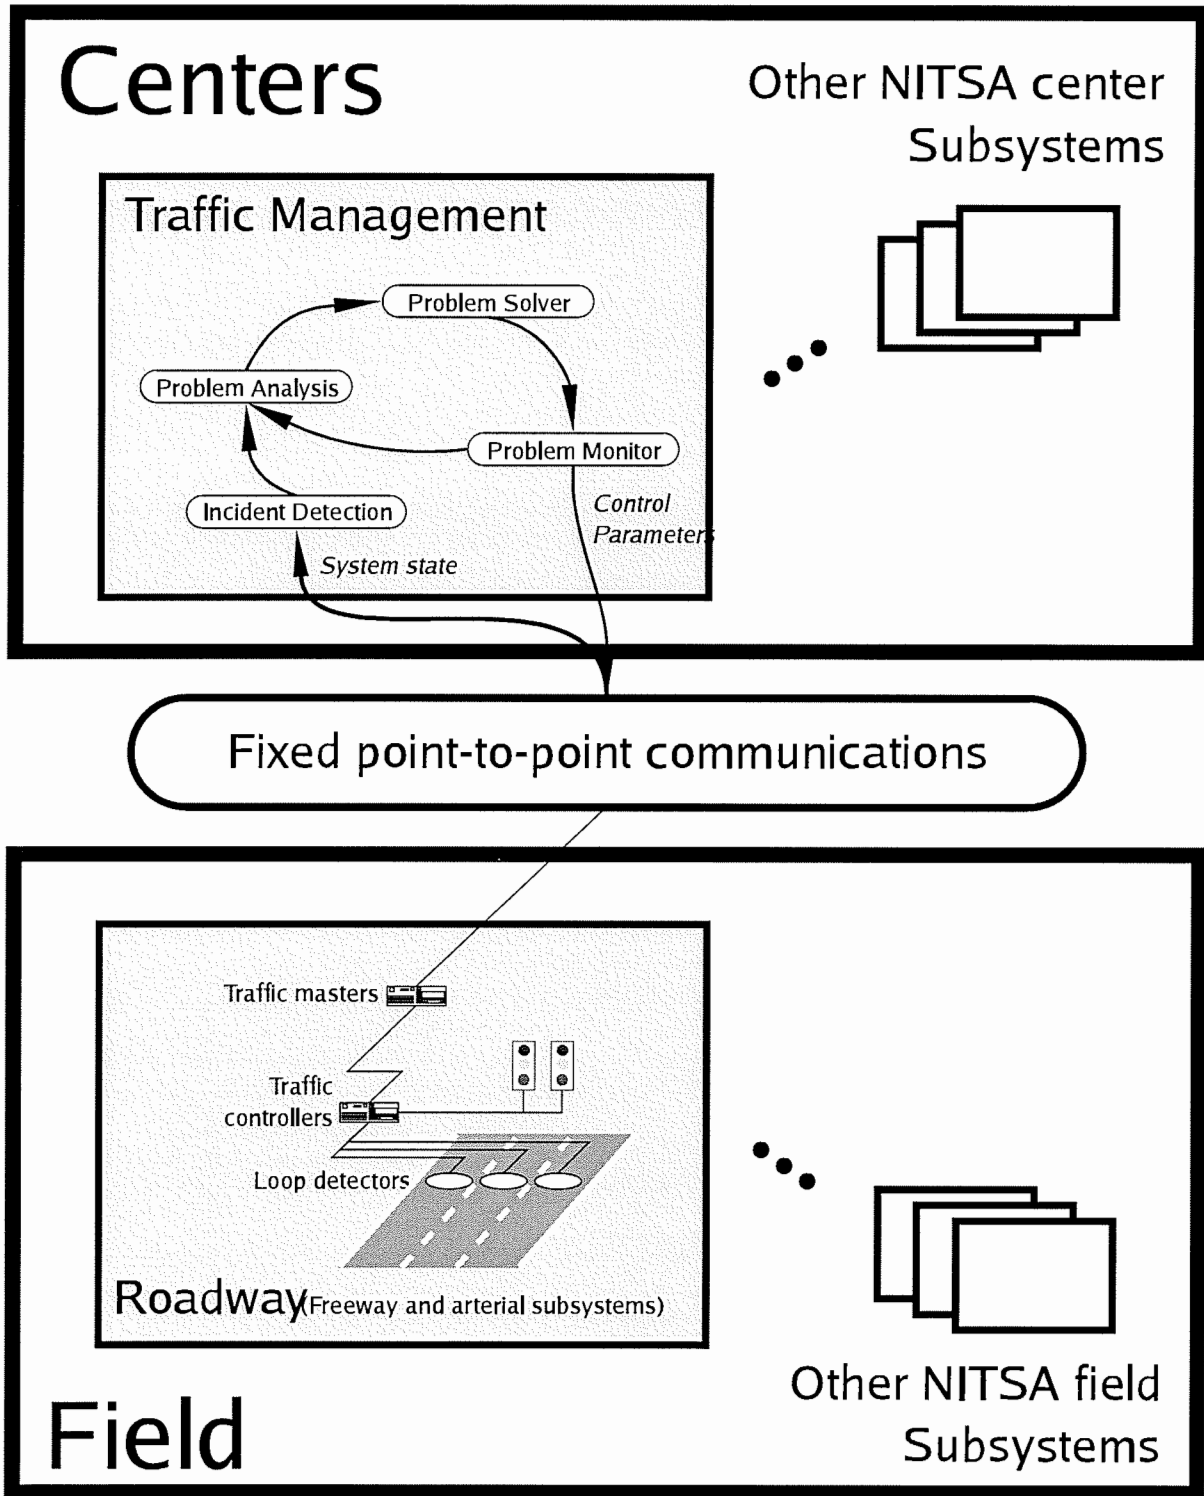 Centers
Other NITSA center
Subsystems
Traffic Management
Problem Solver
Problem Analysis
Problem Monitor
Incident Detection
Control
Parameters
System state
Fixed point-to-point communications
Traffic masters
Traffic
controllers
Loop detectors
Roadway (Freeway and arterial subsystems)
Other NITSA field
Subsystems
Field